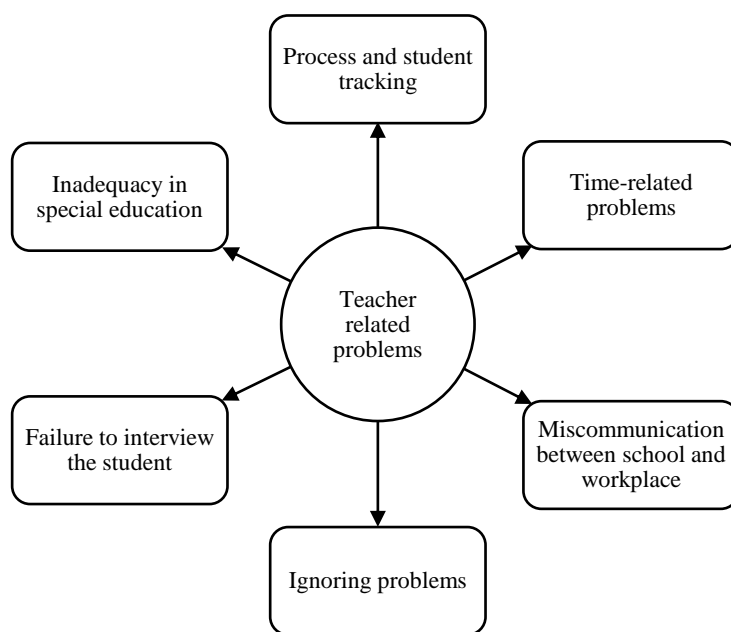 Process and student
tracking
Inadequacy in
special education
Time-related
problems
Teacher
related
problems
Failure to interview
the student
Miscommunication
between school and
workplace
Ignoring problems